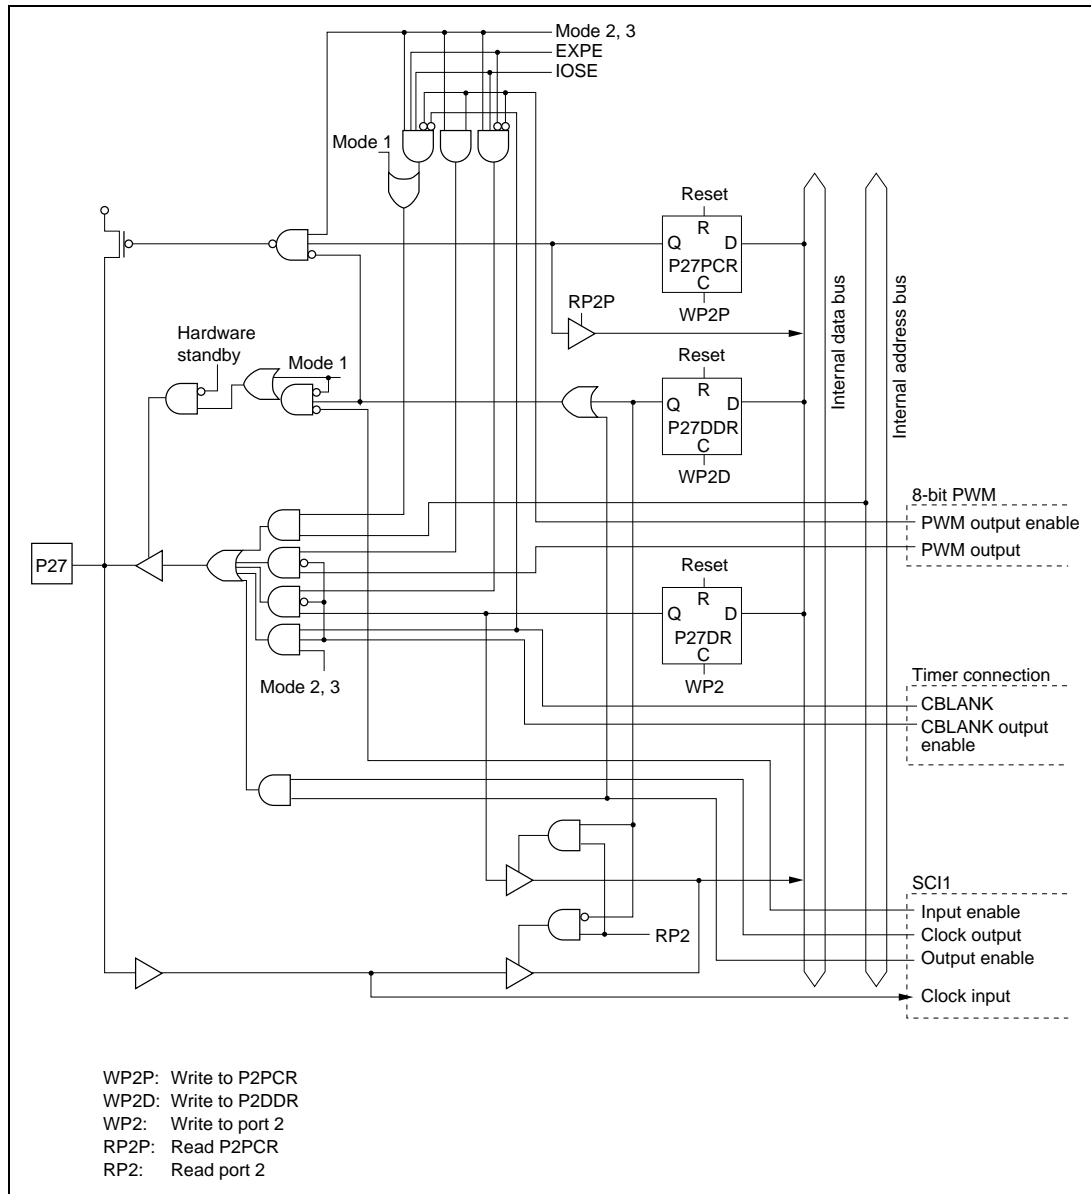 Mode 2, 3
EXPE
IOSE
Mode 1
Reset
R
Q D
P27PCR
C
WP2P
RP2P
Hardware
standby
Mode 1
Reset
R
Q D
P27DDR
C
WP2D
Internal data bus
Internal address bus
8-bit PWM
PWM output enable
PWM output
P27
Reset
R
Q D
P27DR
C
WP2
Mode 2, 3
Timer connection
CBLANK
CBLANK output
enable
SCI1
Input enable
Clock output
Output enable
Clock input
RP2
WP2P: Write to P2PCR
WP2D: Write to P2DDR
WP2: Write to port 2
RP2P: Read P2PCR
RP2: Read port 2